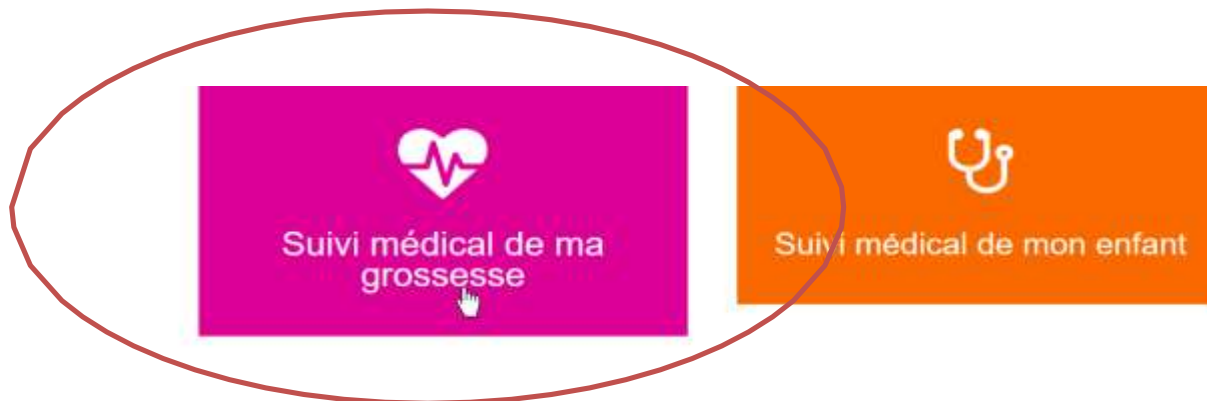 Suivi médical de ma
grossesse
Suivi médical de mon enfant